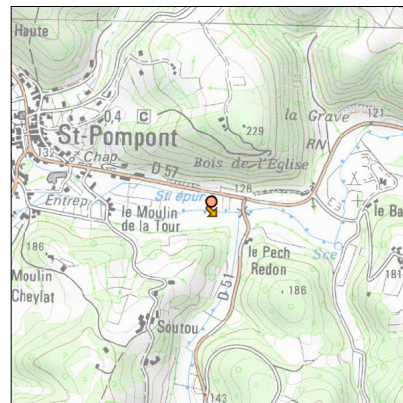 Haute
121
la Grave
0,4 C
St-Pompont
229
RN
132
Chap.
Bois de l'Eglise
D 57
128
St épur
Entrep
le Moulin
de la Tour
le Ba
186
le Pech
Redon
Sce
181
Moulin
Cheylat
D 51
186
Soutou
143